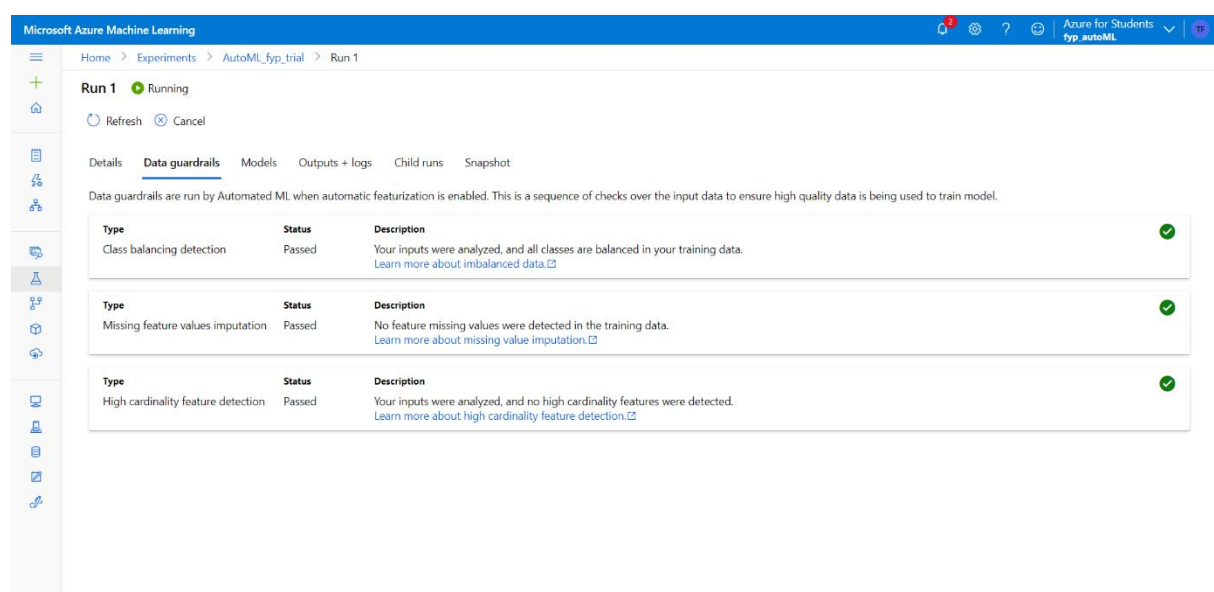 Microsoft Azure Machine Learning
2
?
Azure for Students
fyp_autoML
TF
Home > Experiments > AutoML_fyp_trial > Run 1
Run 1 Running
Refresh Cancel
Details Data guardrails Models Outputs + logs Child runs Snapshot
Data guardrails are run by Automated ML when automatic featurization is enabled. This is a sequence of checks over the input data to ensure high quality data is being used to train model.
Type Status Description
Class balancing detection Passed Your inputs were analyzed, and all classes are balanced in your training data.
Learn more about imbalanced data.
Type Status Description
Missing feature values imputation Passed No feature missing values were detected in the training data.
Learn more about missing value imputation.
Type Status Description
High cardinality feature detection Passed Your inputs were analyzed, and no high cardinality features were detected.
Learn more about high cardinality feature detection.